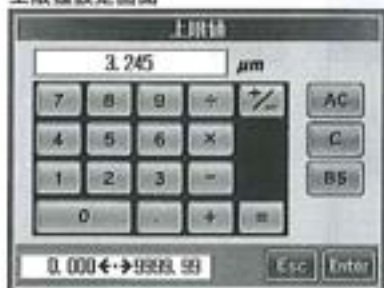 上限値
3.245 μm
7 8 9 ÷ +/- AC
4 5 6 × C
1 2 3 - BS
0 . + =
0.000←·→9999.99 Esc Enter